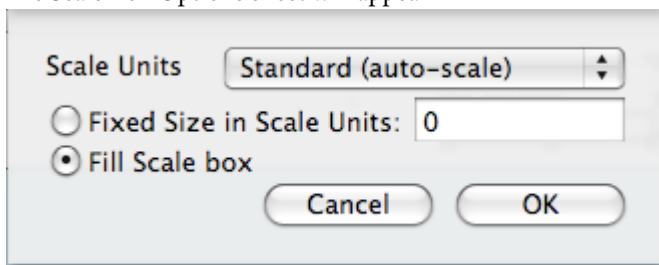 Scale Units Standard (auto-scale)
Fixed Size in Scale Units: 0
Fill Scale box
Cancel OK